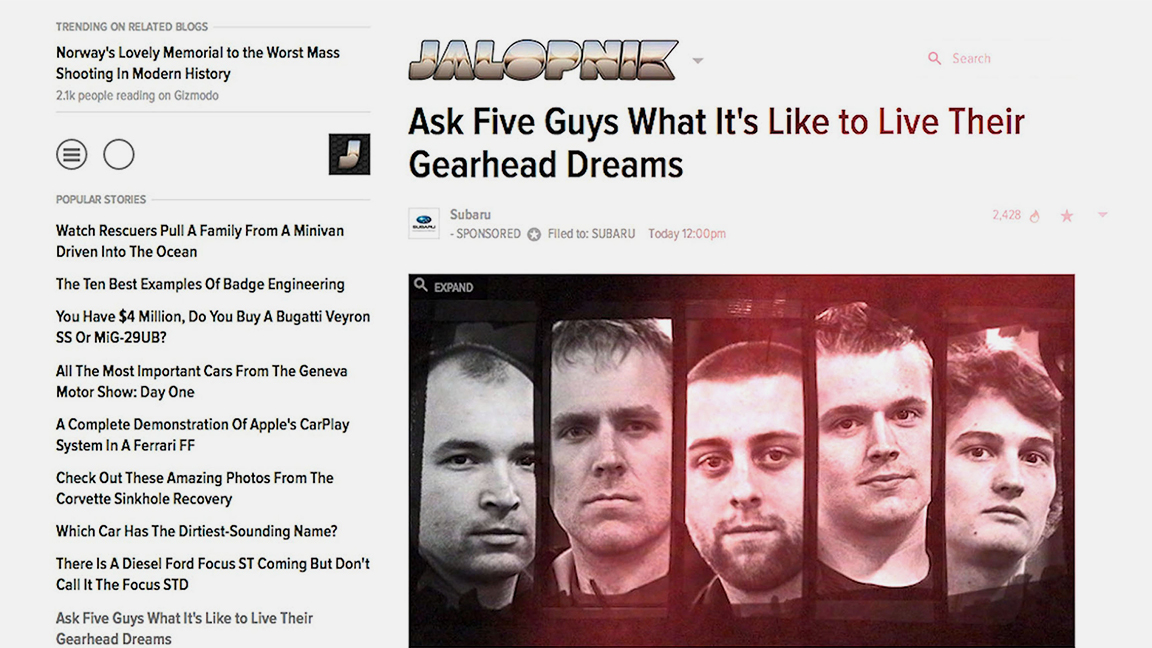 TRENDING ON RELATED BLOGS
Norway's Lovely Memorial to the Worst Mass
Shooting In Modern History
2.1k people reading on Gizmodo
POPULAR STORIES
Watch Rescuers Pull A Family From A Minivan
Driven Into The Ocean
The Ten Best Examples Of Badge Engineering
You Have $4 Million, Do You Buy A Bugatti Veyron
SS Or MiG-29UB?
All The Most Important Cars From The Geneva
Motor Show: Day One
A Complete Demonstration Of Apple's CarPlay
System In A Ferrari FF
Check Out These Amazing Photos From The
Corvette Sinkhole Recovery
Which Car Has The Dirtiest-Sounding Name?
There Is A Diesel Ford Focus ST Coming But Don't
Call It The Focus STD
Ask Five Guys What It's Like to Live Their
Gearhead Dreams
J
JALOPNIK
Search
Ask Five Guys What It's Like to Live Their
Gearhead Dreams
SUBARU
Subaru
- SPONSORED Filed to: SUBARU Today 12:00pm
2,428
EXPAND